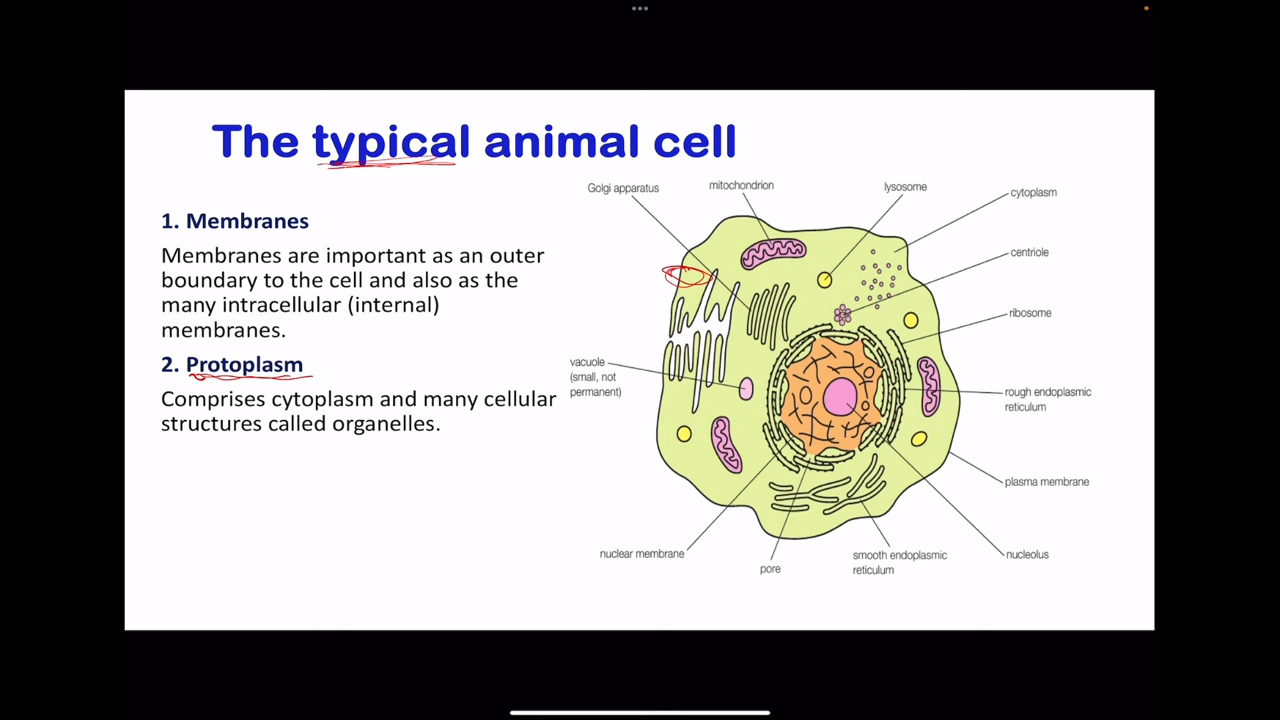 The typical animal cell
1. Membranes
Membranes are important as an outer
boundary to the cell and also as the
many intracellular (internal)
membranes.
2. Protoplasm
Comprises cytoplasm and many cellular
structures called organelles.
Golgi apparatus
mitochondrion
lysosome
cytoplasm
centriole
ribosome
vacuole
(small, not
permanent)
rough endoplasmic
reticulum
plasma membrane
nuclear membrane
pore
smooth endoplasmic
reticulum
nucleolus